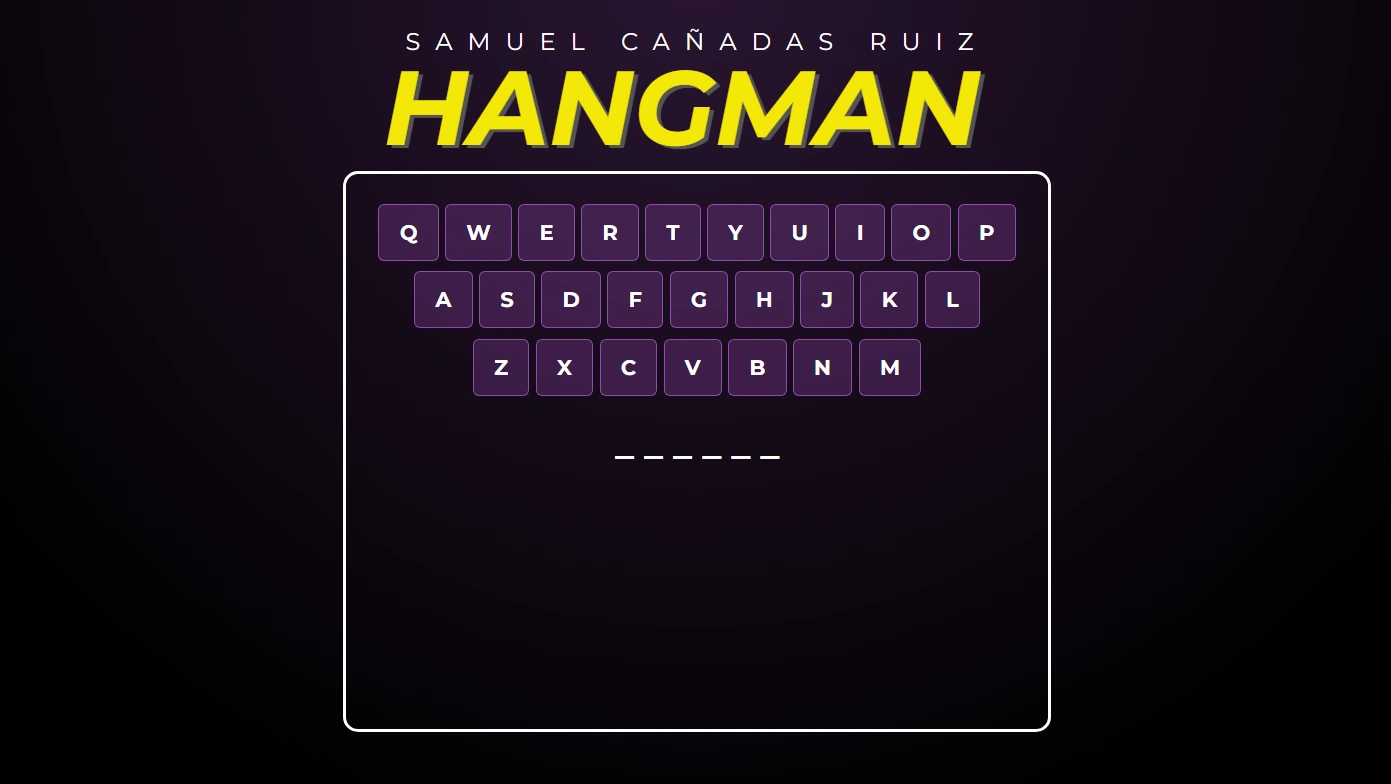 SAMUEL CAÑADAS RUIZ
HANGMAN
Q W E R T Y U I O P
A S D F G H J K L
Z X C V B N M
_ _ _ _ _ _